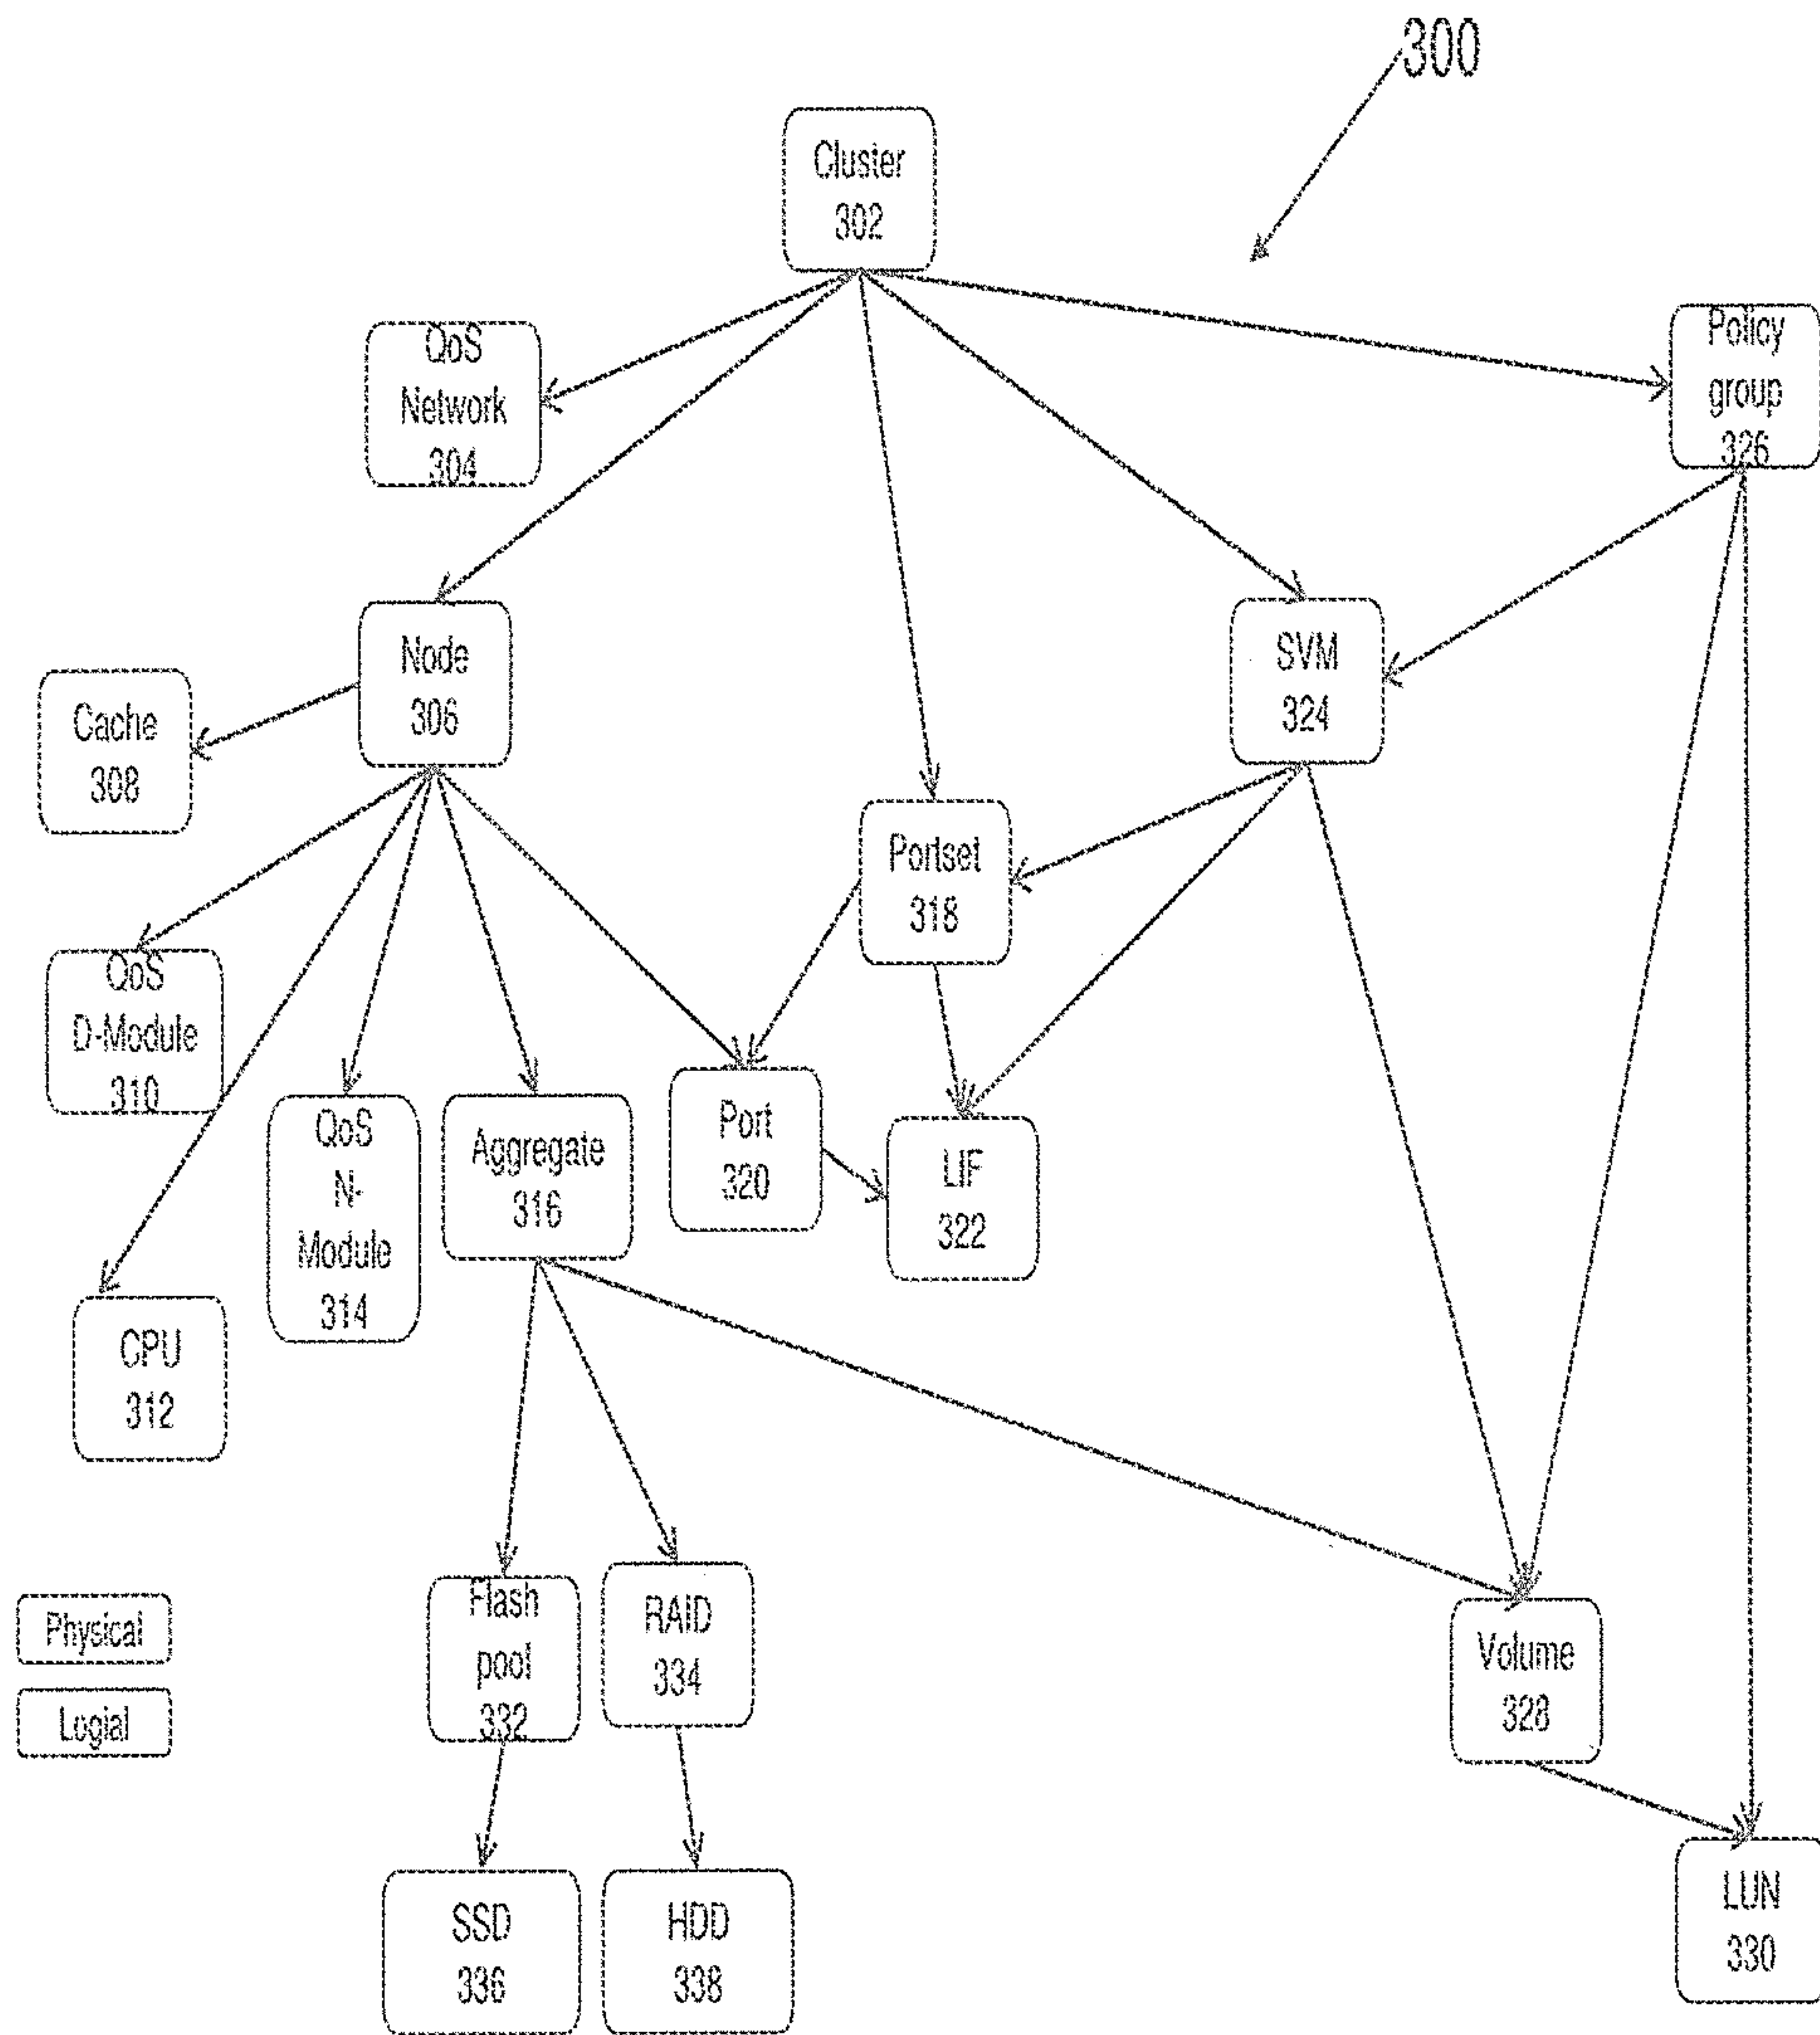 300
Cluster
302
QoS
Network
304
Policy
group
326
Node
306
SVM
324
Cache
308
Portset
318
QoS
D-Module
310
QoS
N-
Module
314
Aggregate
316
Port
320
LIF
322
CPU
312
Flash
pool
332
RAID
334
Volume
328
Physical
Logial
SSD
336
HDD
338
LUN
330